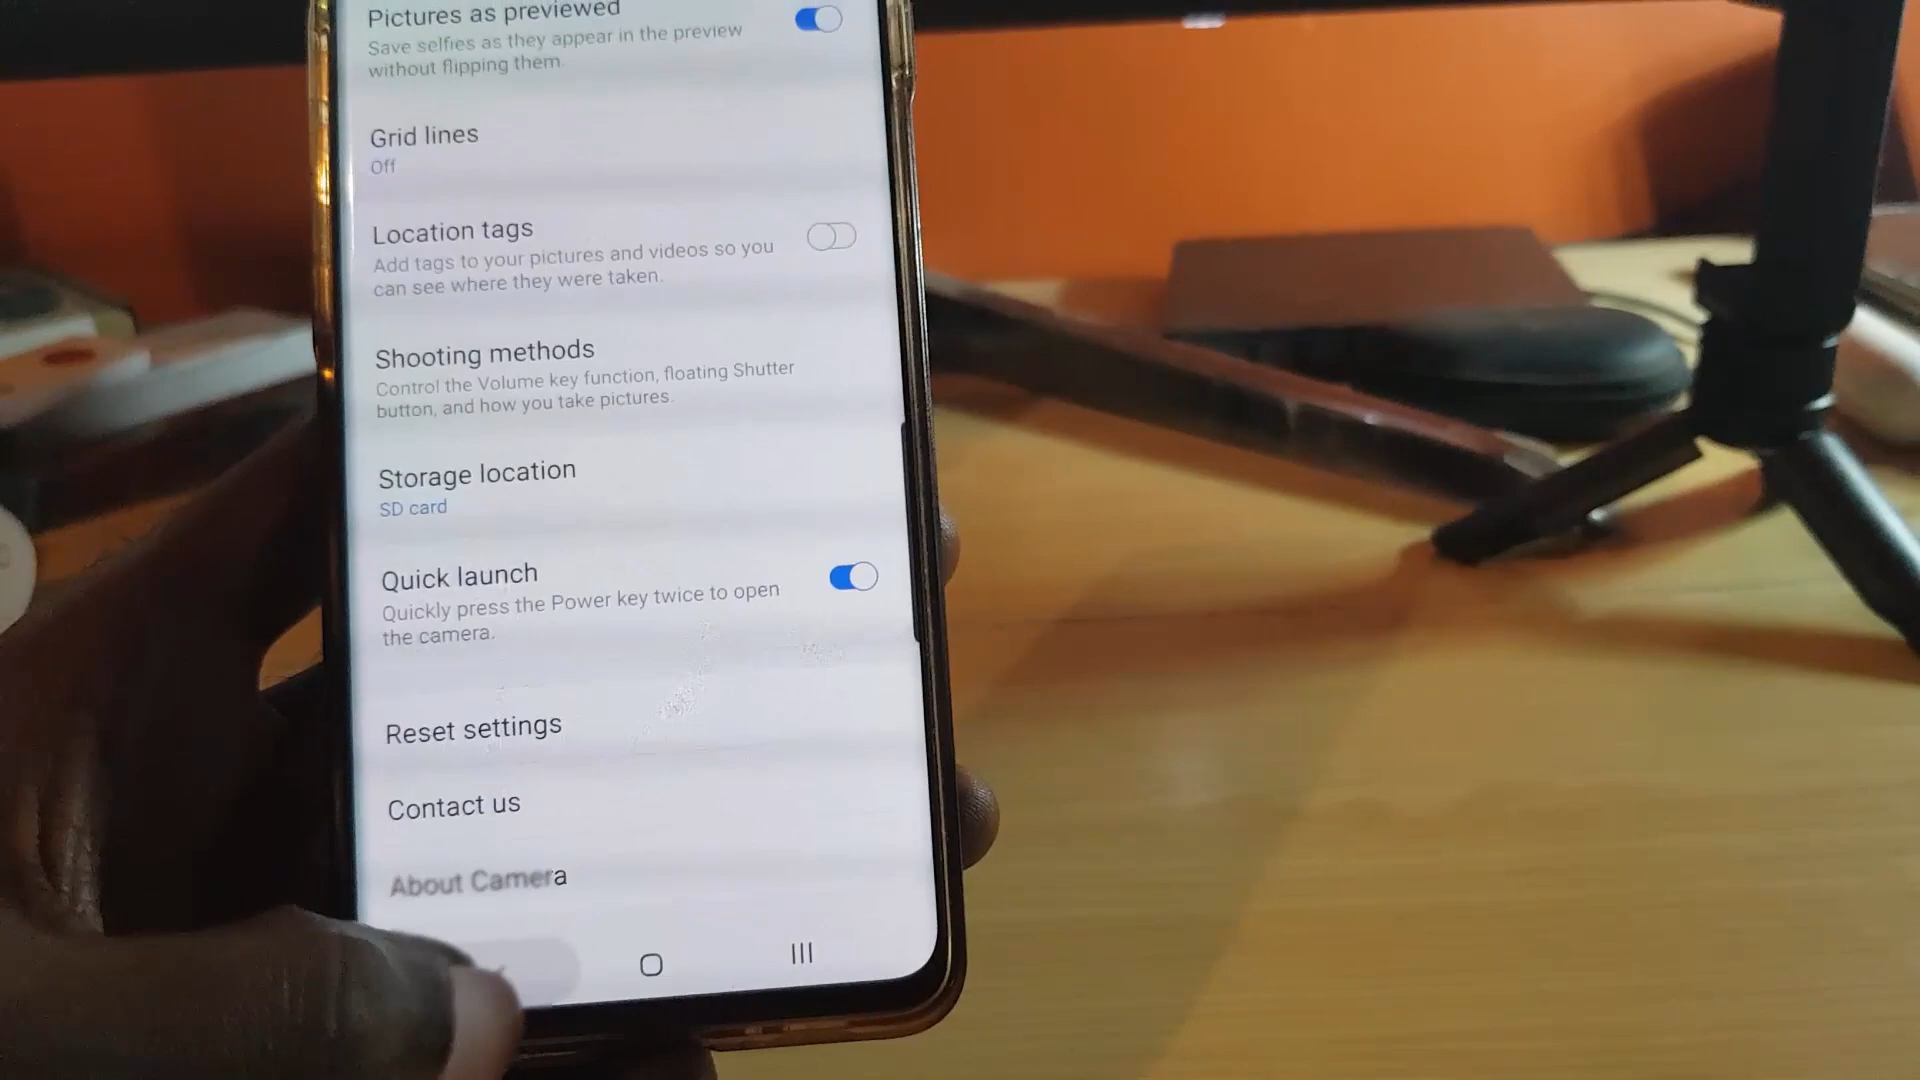 Pictures as previewed
Save selfies as they appear in the preview
without flipping them.
Grid lines
Off
Location tags
Add tags to your pictures and videos so you
can see where they were taken.
Shooting methods
Control the Volume key function, floating Shutter
button, and how you take pictures.
Storage location
SD card
Quick launch
Quickly press the Power key twice to open
the camera.
Reset settings
Contact us
About Camera